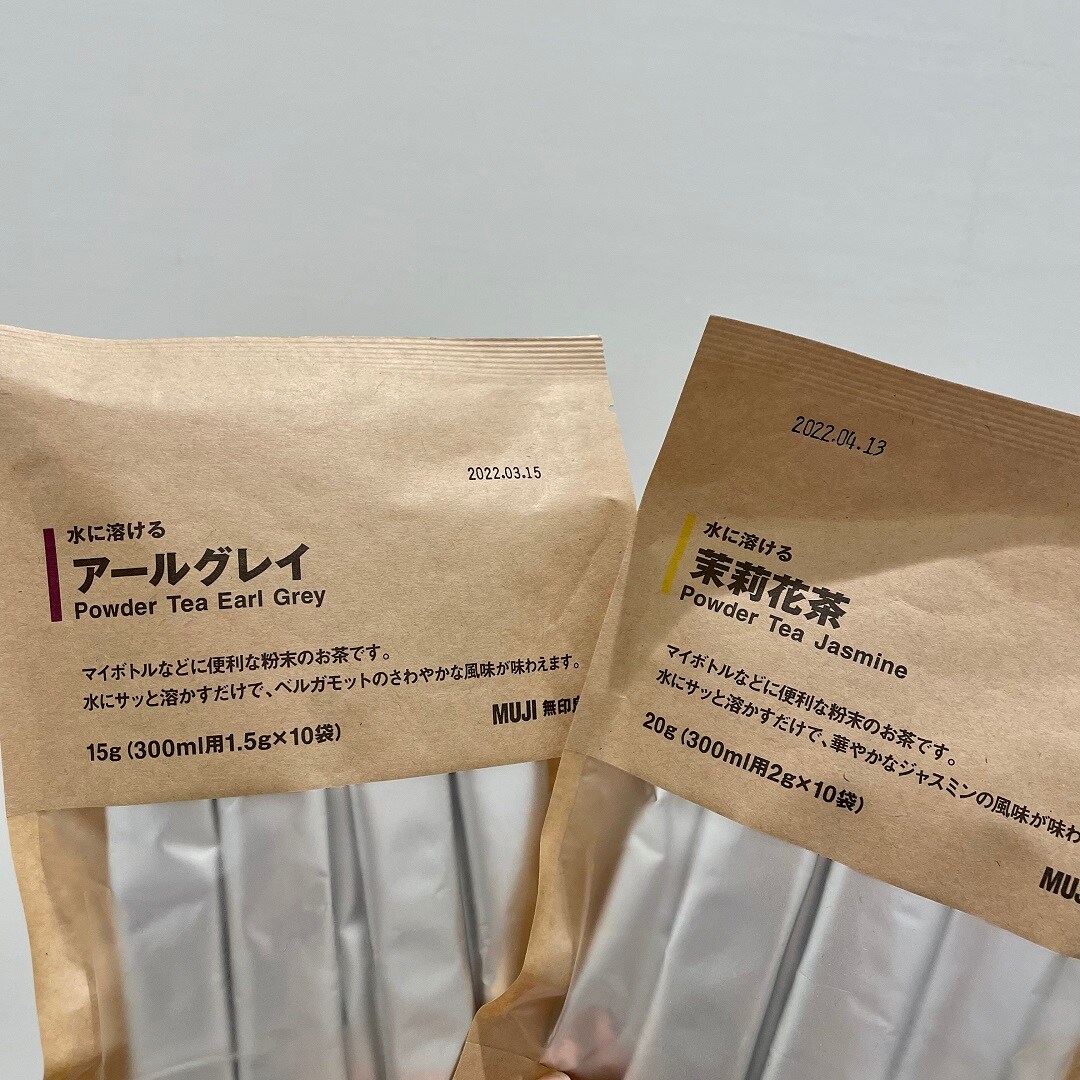 2022.03.15
水に溶ける
アールグレイ
Powder Tea Earl Grey
マイボトルなどに便利な粉末のお茶です。
水にサッと溶かすだけで、ベルガモットのさわやかな風味が味わえます。
MUJI 無印
15g（300ml用1.5g×10袋）
2022.04.13
水に溶ける
茉莉花茶
Powder Tea Jasmine
マイボトルなどに便利な粉末のお茶です。
水にサッと溶かすだけで、華やかなジャスミンの風味が味わ
20g（300ml用2g×10袋）
MUJI